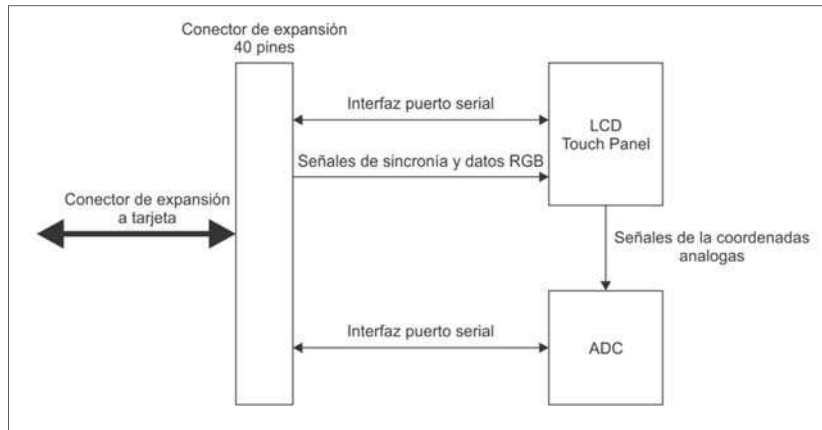 Conector de expansión
40 pines
Interfaz puerto serial
LCD
Touch Panel
Señales de sincronía y datos RGB
Conector de expansión
a tarjeta
Señales de la coordenadas
analogas
Interfaz puerto serial
ADC